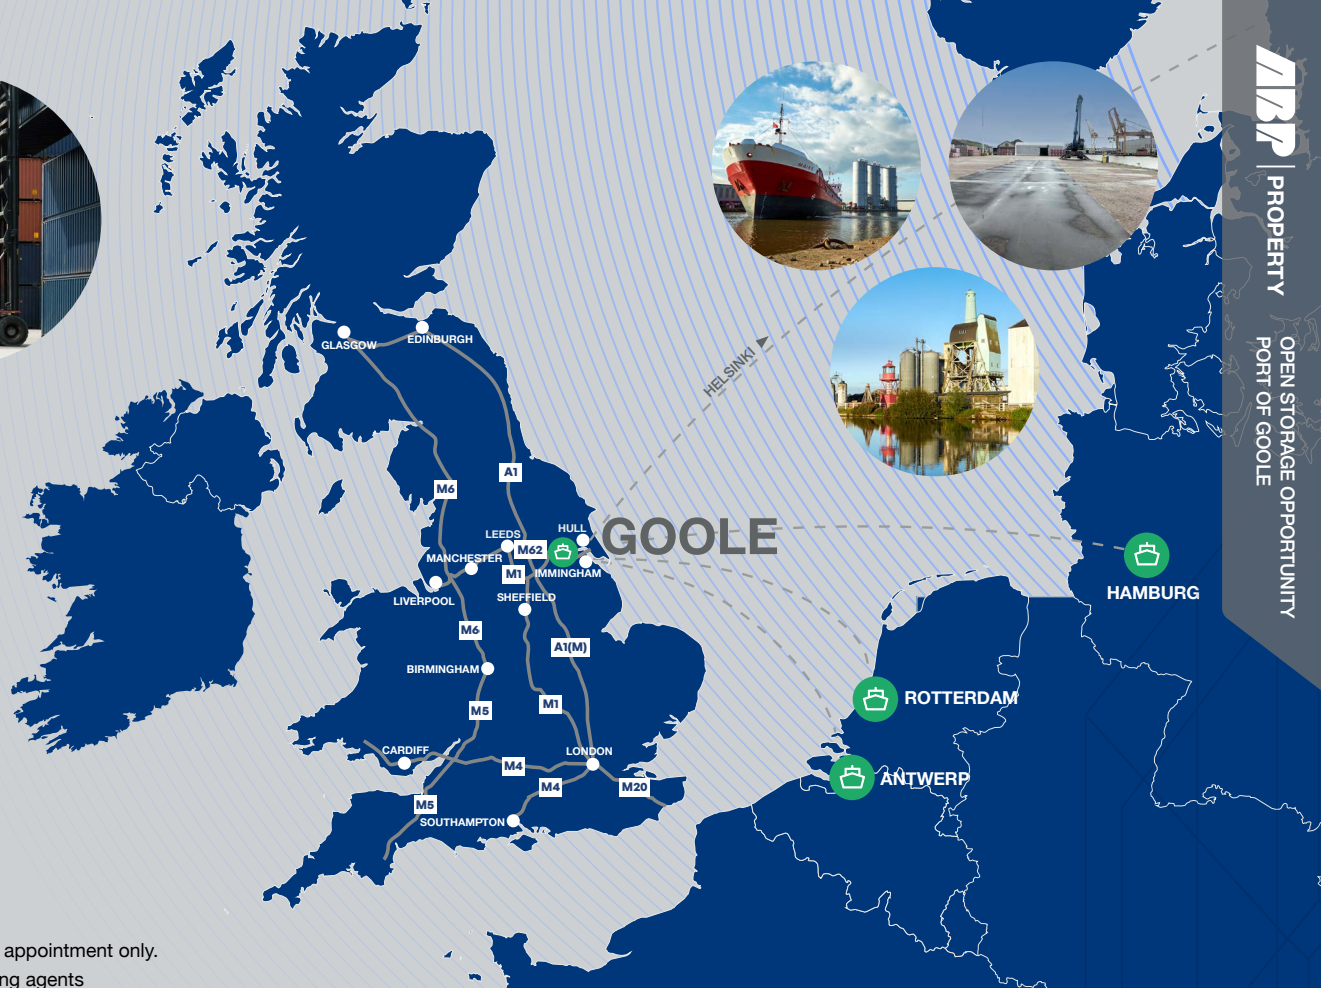 GLASGOW
EDINBURGH
HELSINKI
A1
M6
HULL
LEEDS
M62
GOOLE
MANCHESTER
M1
IMMINGHAM
LIVERPOOL
SHEFFIELD
M6
A1(M)
BIRMINGHAM
M5
M1
CARDIFF
LONDON
M4
M4
M20
M5
SOUTHAMPTON
HAMBURG
ROTTERDAM
ANTWERP
ABP
PROPERTY
OPEN STORAGE OPPORTUNITY
PORT OF GOOLE
appointment only.
ng agents